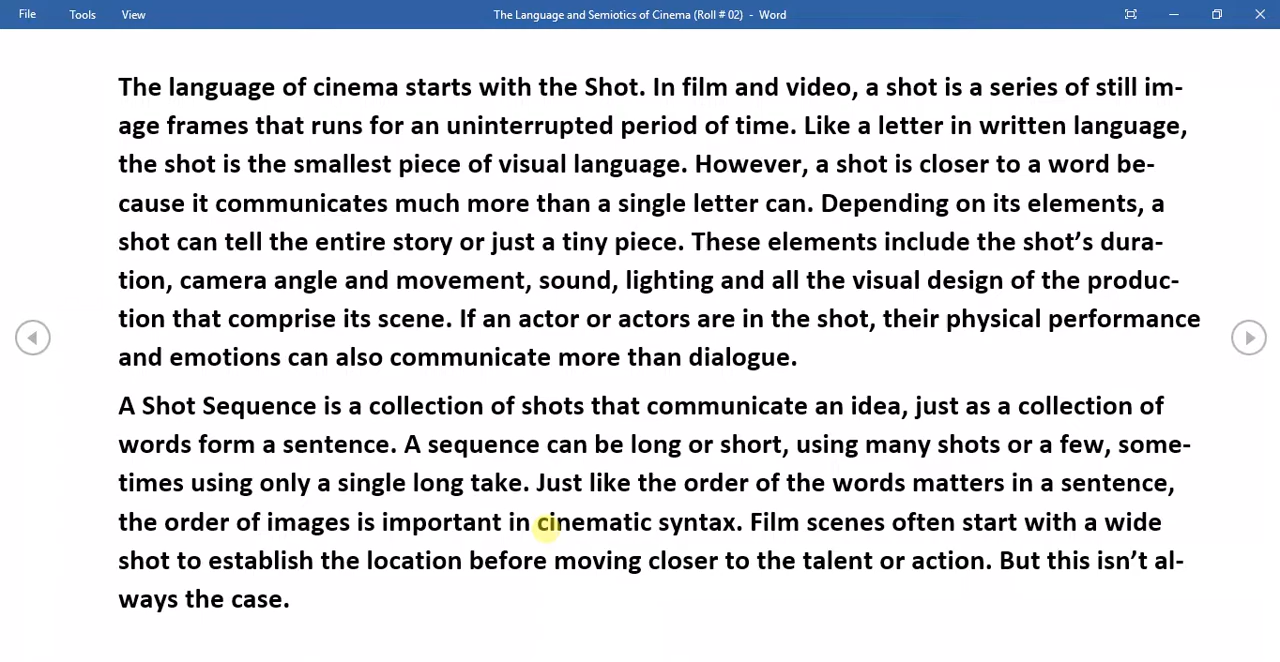 File Tools View The Language and Semiotics of Cinema (Roll # 02) - Word
The language of cinema starts with the Shot. In film and video, a shot is a series of still im-
age frames that runs for an uninterrupted period of time. Like a letter in written language,
the shot is the smallest piece of visual language. However, a shot is closer to a word be-
cause it communicates much more than a single letter can. Depending on its elements, a
shot can tell the entire story or just a tiny piece. These elements include the shot’s dura-
tion, camera angle and movement, sound, lighting and all the visual design of the produc-
tion that comprise its scene. If an actor or actors are in the shot, their physical performance
and emotions can also communicate more than dialogue.
A Shot Sequence is a collection of shots that communicate an idea, just as a collection of
words form a sentence. A sequence can be long or short, using many shots or a few, some-
times using only a single long take. Just like the order of the words matters in a sentence,
the order of images is important in cinematic syntax. Film scenes often start with a wide
shot to establish the location before moving closer to the talent or action. But this isn’t al-
ways the case.